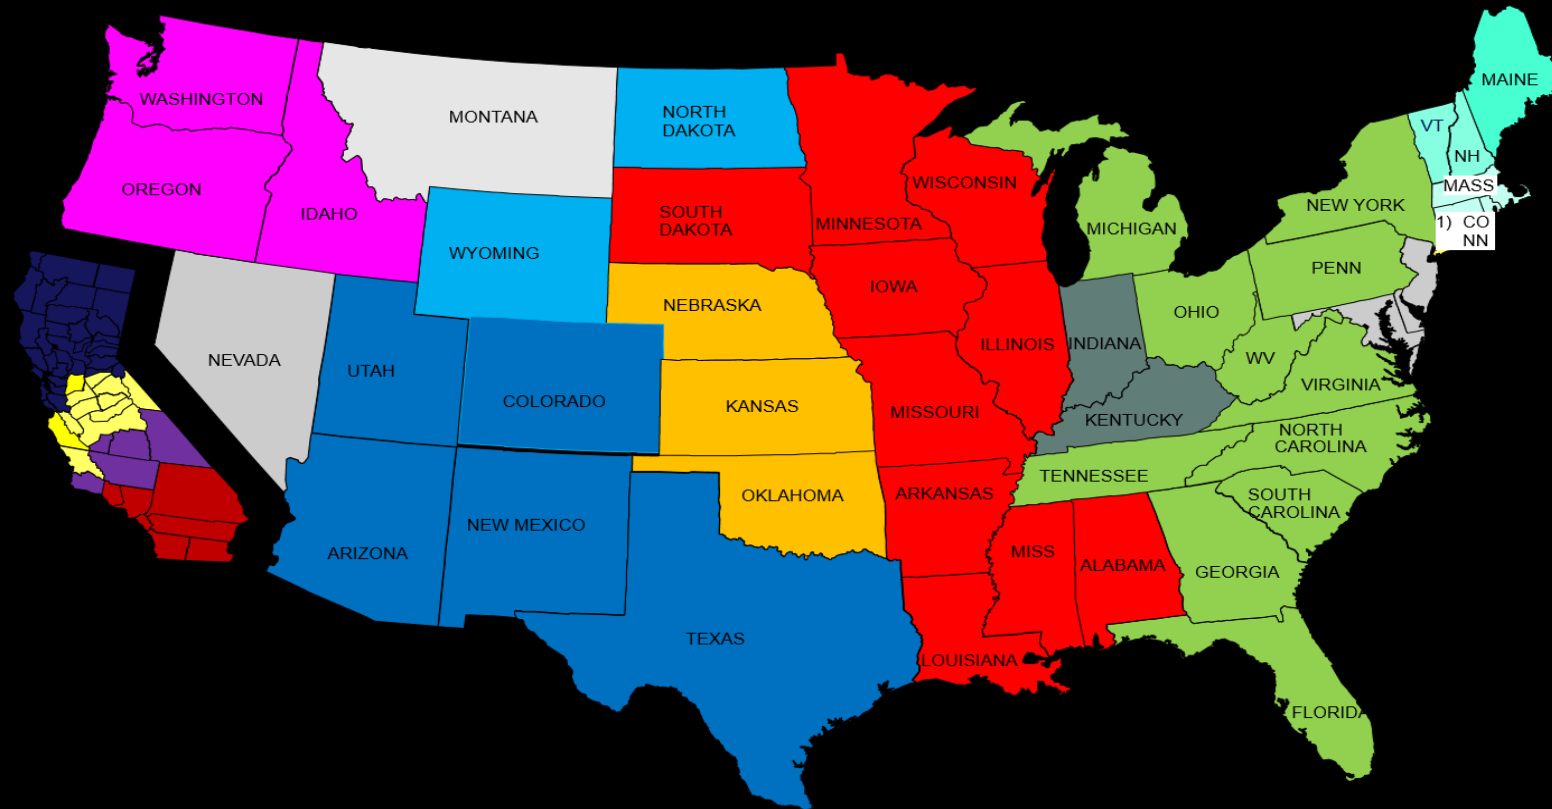 MAINE
WASHINGTON
MONTANA
NORTH
DAKOTA
VT
NH
WISCONSIN
MASS
OREGON
IDAHO
SOUTH
DAKOTA
MINNESOTA
MICHIGAN
NEW YORK
1) CO
NN
WYOMING
PENN
IOWA
NEBRASKA
OHIO
NEVADA
UTAH
ILLINOIS
INDIANA
WV
VIRGINIA
COLORADO
KANSAS
MISSOURI
KENTUCKY
NORTH
CAROLINA
TENNESSEE
OKLAHOMA
ARKANSAS
SOUTH
CAROLINA
NEW MEXICO
ARIZONA
MISS
ALABAMA
GEORGIA
TEXAS
LOUISIANA
FLORIDA